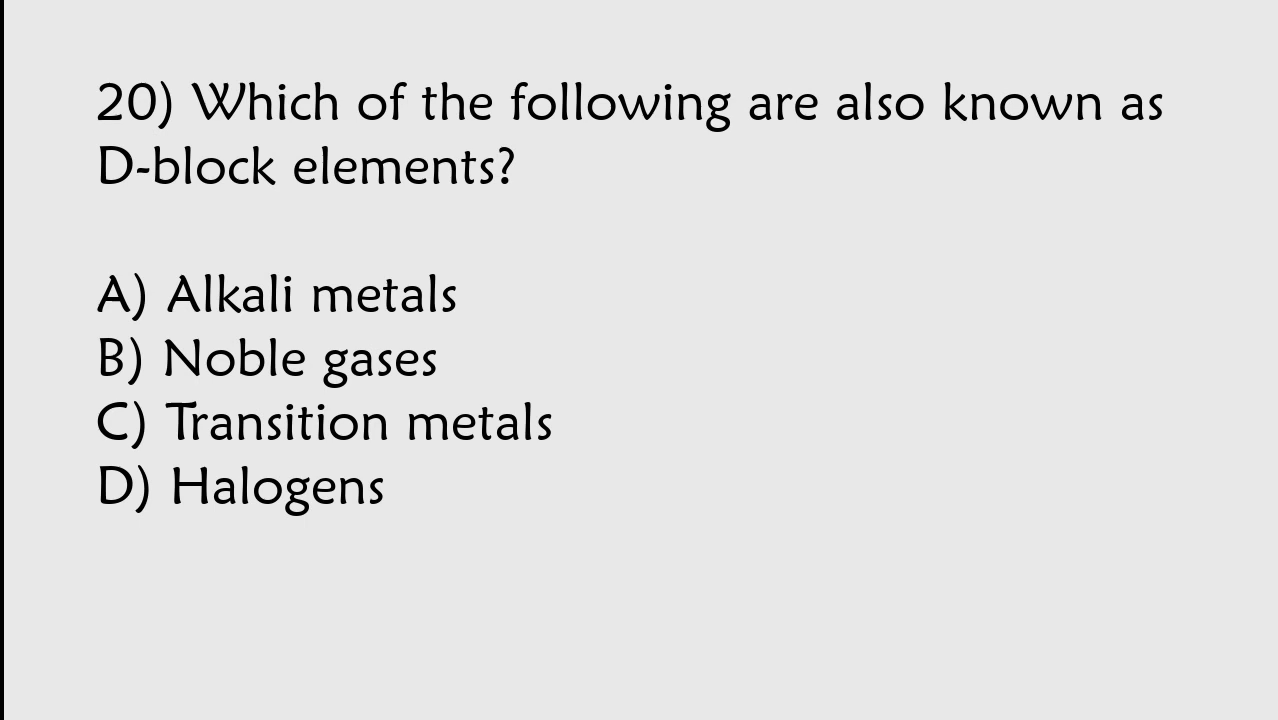 20) Which of the following are also known as
D-block elements?
A) Alkali metals
B) Noble gases
C) Transition metals
D) Halogens